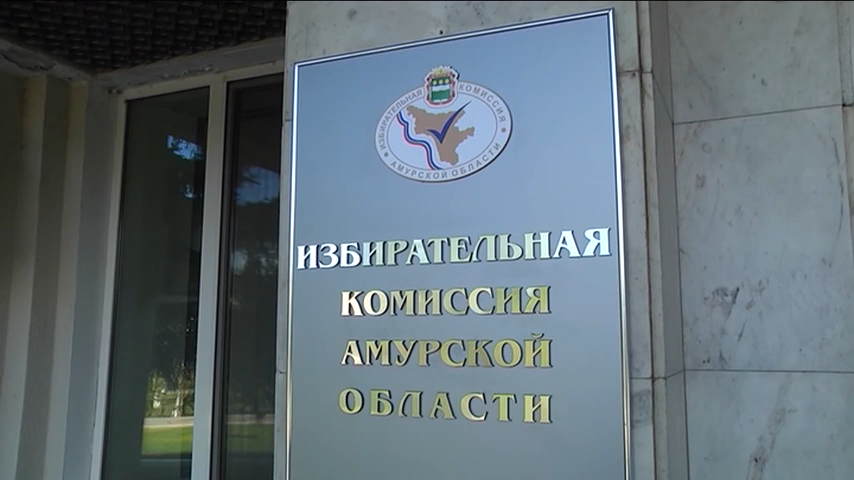 ИЗБИРАТЕЛЬНАЯ КОМИССИЯ
АМУРСКОЙ ОБЛАСТИ
ИЗБИРАТЕЛЬНАЯ
КОМИССИЯ
АМУРСКОЙ
ОБЛАСТИ